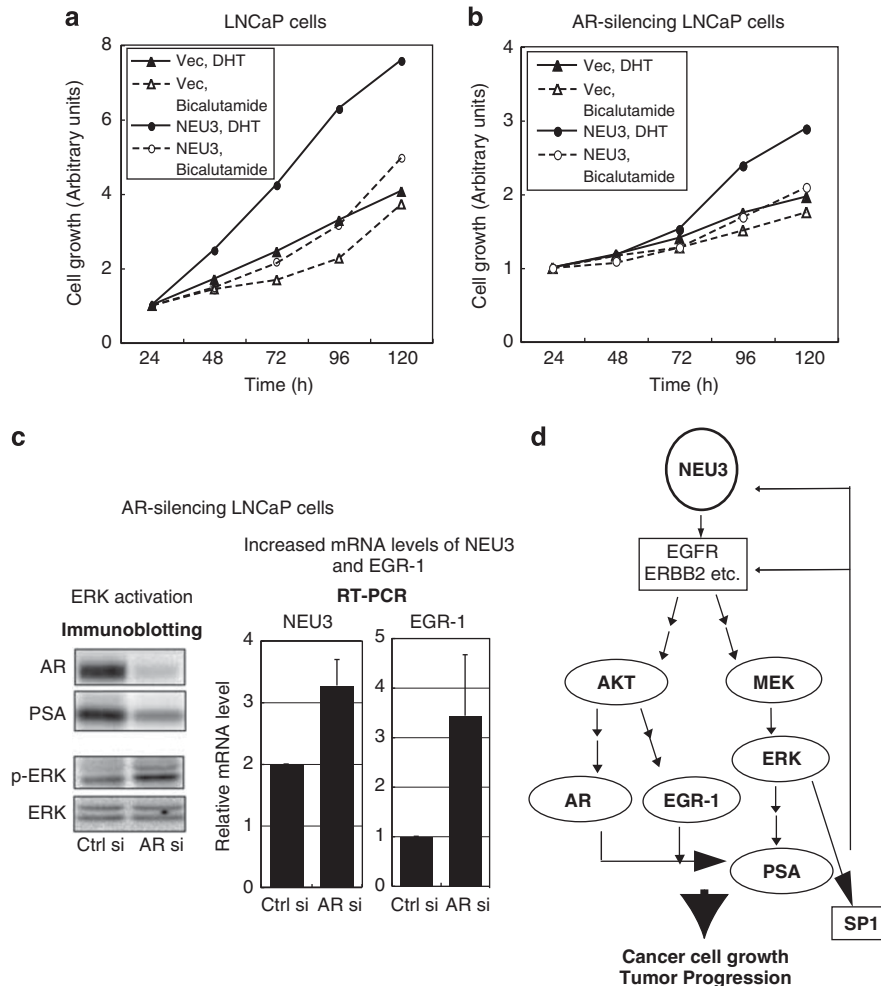 a
LNCaP cells
8
6
4
2
0
Cell growth (Arbitrary units)
Vec, DHT
Vec,
Bicalutamide
NEU3, DHT
NEU3,
Bicalutamide
24 48 72 96 120
Time (h)
b
AR-silencing LNCaP cells
4
3
2
1
0
Cell growth (Arbitrary units)
Vec, DHT
Vec,
Bicalutamide
NEU3, DHT
NEU3,
Bicalutamide
24 48 72 96 120
Time (h)
c
AR-silencing LNCaP cells
ERK activation
Immunoblotting
AR
PSA
p-ERK
ERK
Ctrl si AR si
Increased mRNA levels of NEU3
and EGR-1
RT-PCR
NEU3
Relative mRNA level
4
3
2
1
0
Ctrl si AR si
EGR-1
5
4
3
2
1
0
Ctrl si AR si
d
NEU3
EGFR
ERBB2 etc.
AKT
MEK
ERK
AR
EGR-1
PSA
SP1
Cancer cell growth
Tumor Progression